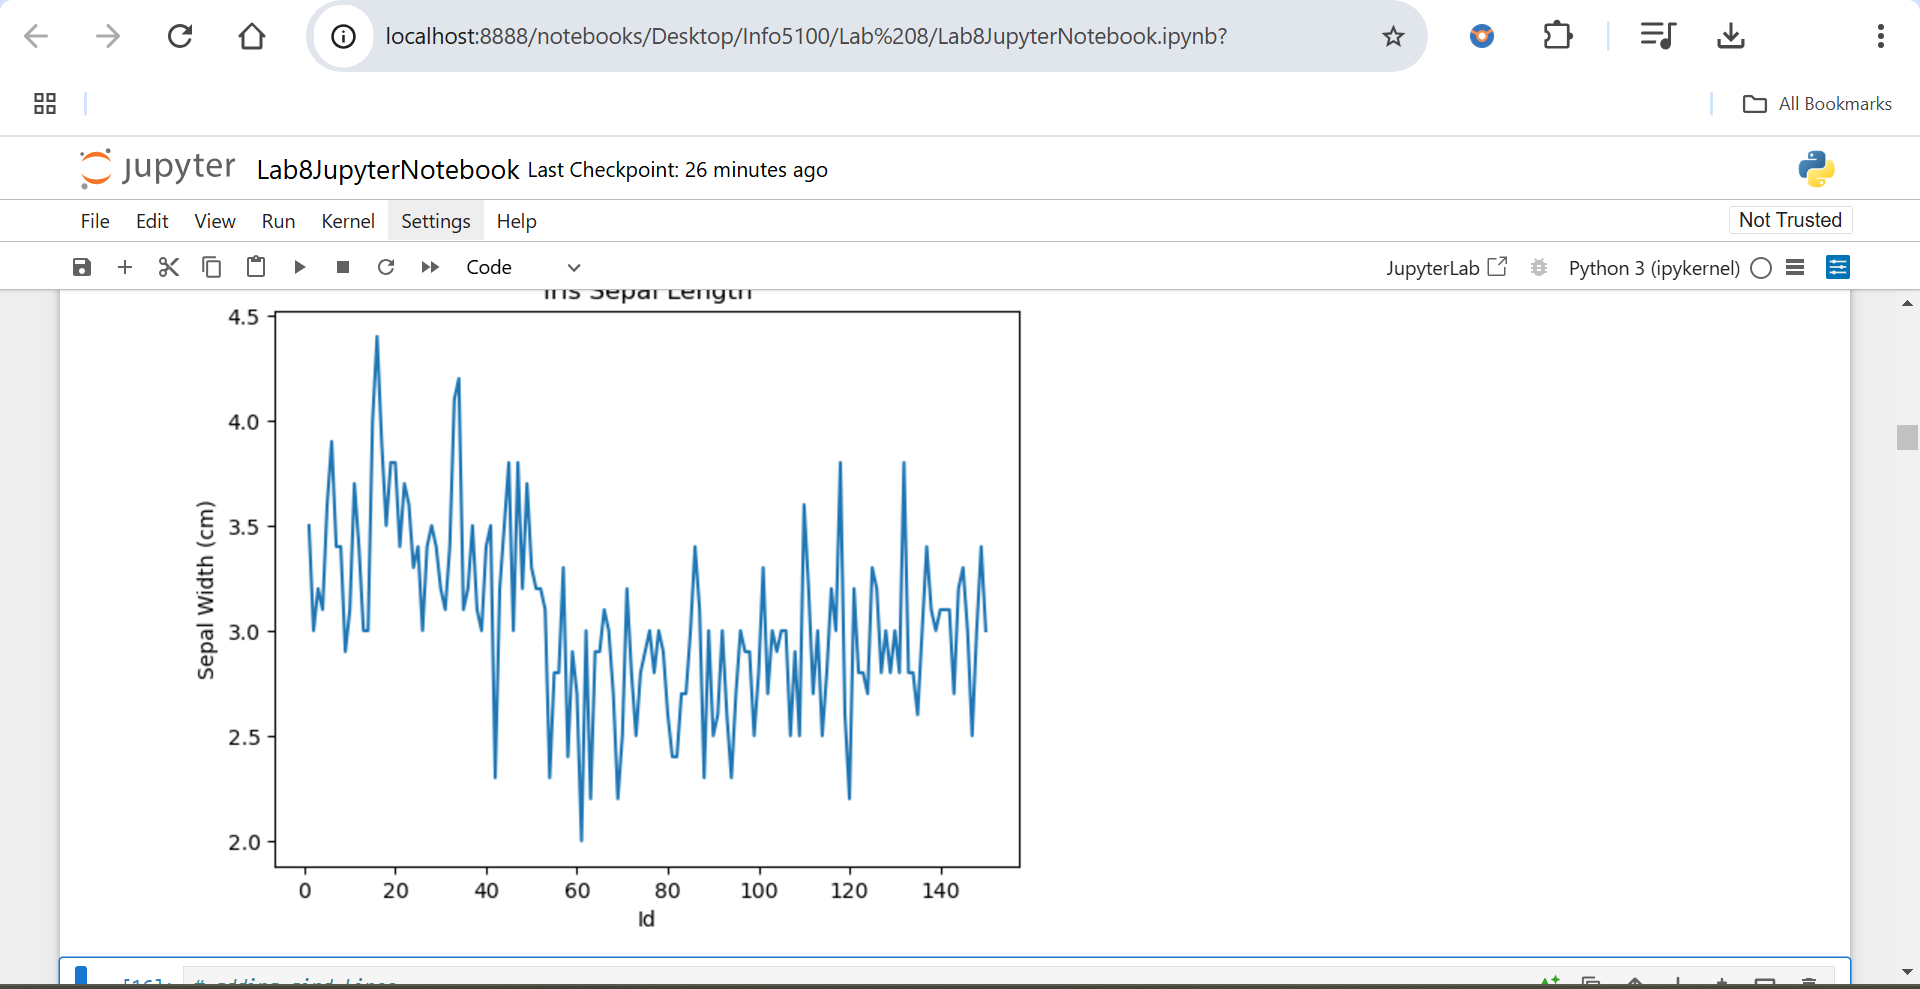 localhost:8888/notebooks/Desktop/Info5100/Lab%208/Lab8JupyterNotebook.ipynb?
All Bookmarks
jupyter Lab8JupyterNotebook Last Checkpoint: 26 minutes ago
File Edit View Run Kernel Settings Help Not Trusted
Code JupyterLab Python 3 (ipykernel)
Iris Sepal Length
4.5
4.0
3.5
3.0
2.5
2.0
Sepal Width (cm)
0 20 40 60 80 100 120 140
Id
[16]: # adding